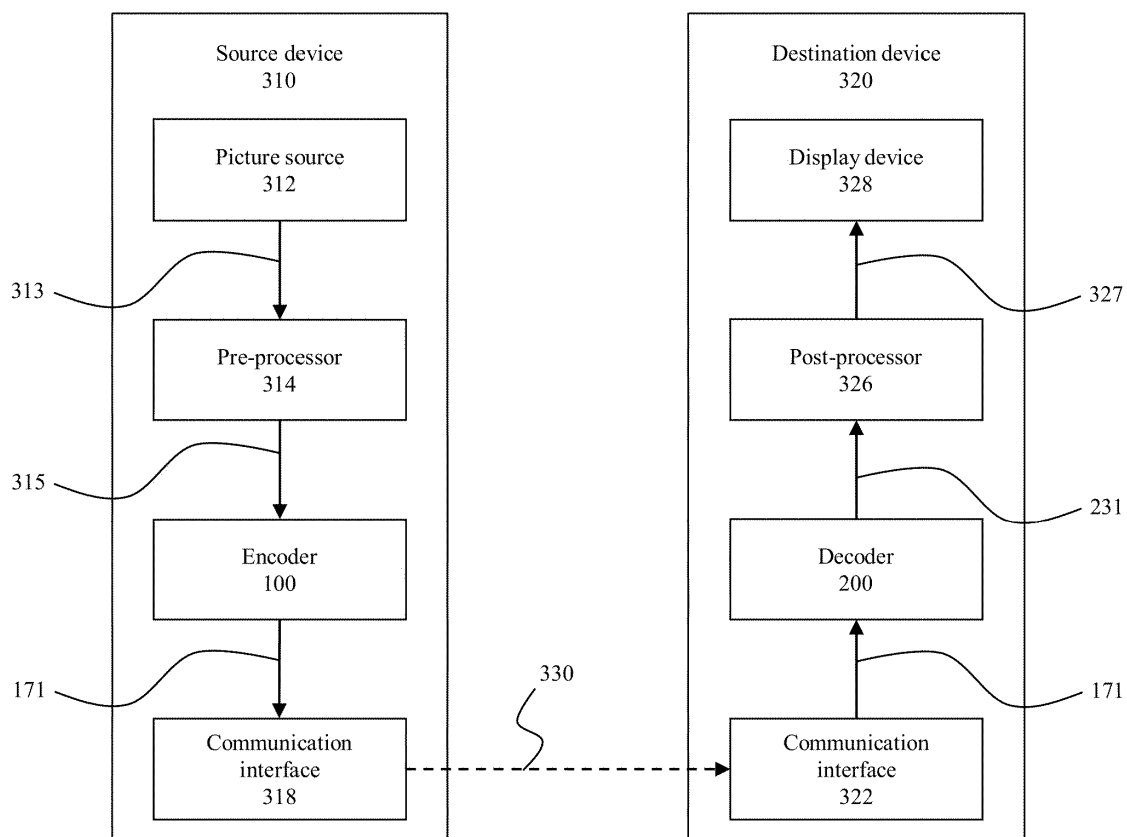 Source device
310
Picture source
312
313
Pre-processor
314
315
Encoder
100
171
Communication
interface
318
330
Destination device
320
Display device
328
327
Post-processor
326
231
Decoder
200
171
Communication
interface
322